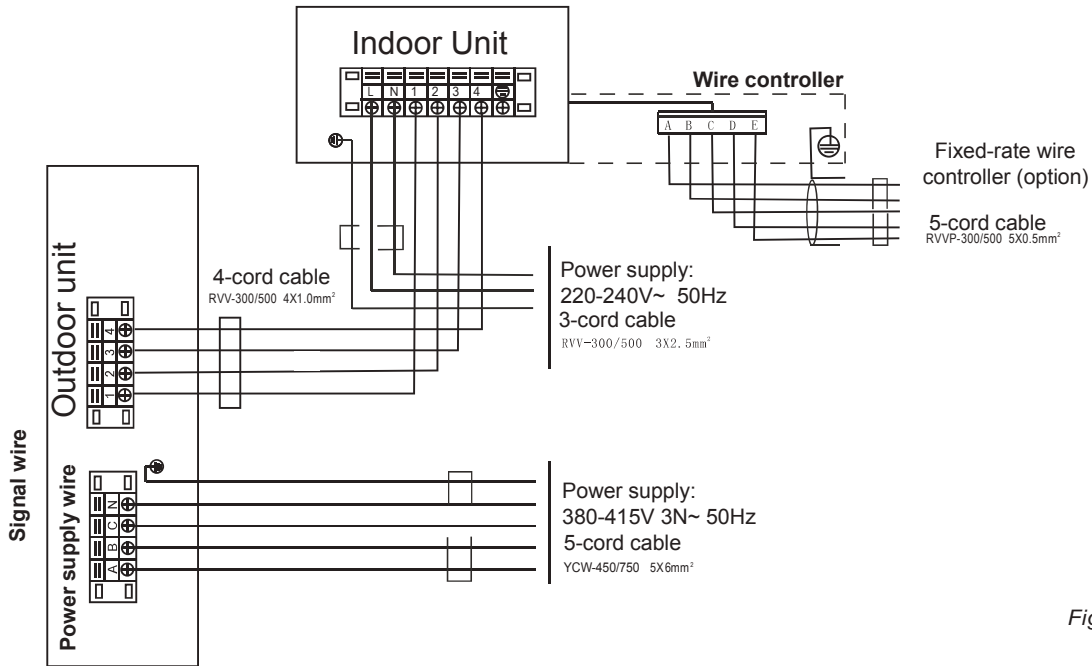 Indoor Unit
L N 1 2 3 4
Wire controller
A B C D E
Fixed-rate wire
controller (option)
5-cord cable
RVVP-300/500 5X0.5mm²
4-cord cable
RVV-300/500 4X1.0mm²
Power supply:
220-240V~ 50Hz
3-cord cable
RVV-300/500 3X2.5mm²
Outdoor unit
4
3
2
1
Signal wire
Power supply wire
N
C
B
A
Power supply:
380-415V 3N~ 50Hz
5-cord cable
YCW-450/750 5X6mm²
Fig